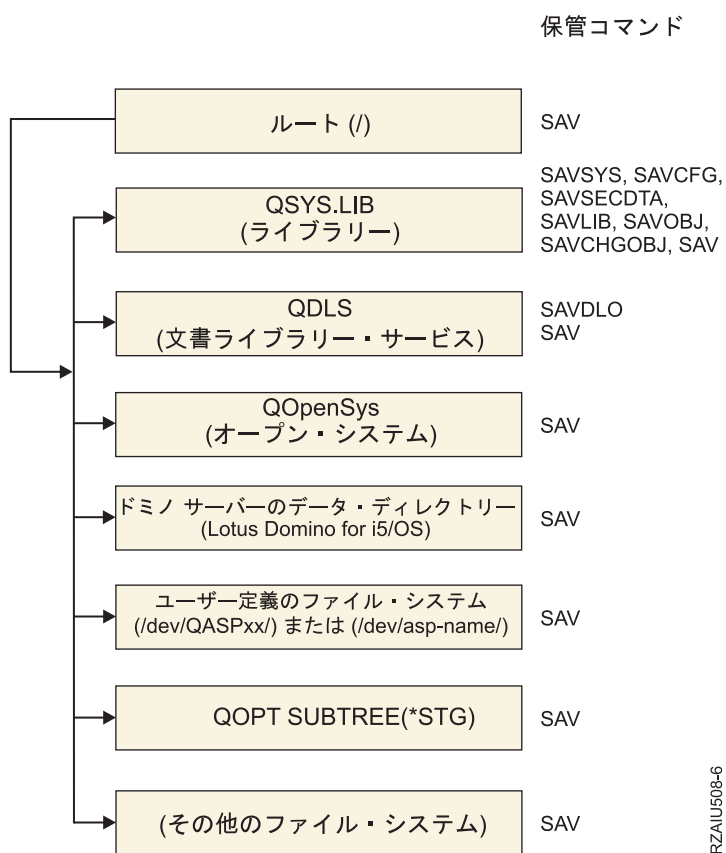 保管コマンド
ルート (/)
SAV
QSYS.LIB
(ライブラリー)
SAVSYS, SAVCFG,
SAVSECDTA,
SAVLIB, SAVOBJ,
SAVCHGOBJ, SAV
QDLS
(文書ライブラリー・サービス)
SAVDLO
SAV
QOpenSys
(オープン・システム)
SAV
ドミノ サーバーのデータ・ディレクトリー
(Lotus Domino for i5/OS)
SAV
ユーザー定義のファイル・システム
(/dev/QASPxx/) または (/dev/asp-name/)
SAV
QOPT SUBTREE(*STG)
SAV
(その他のファイル・システム)
SAV
RZAIU508-6